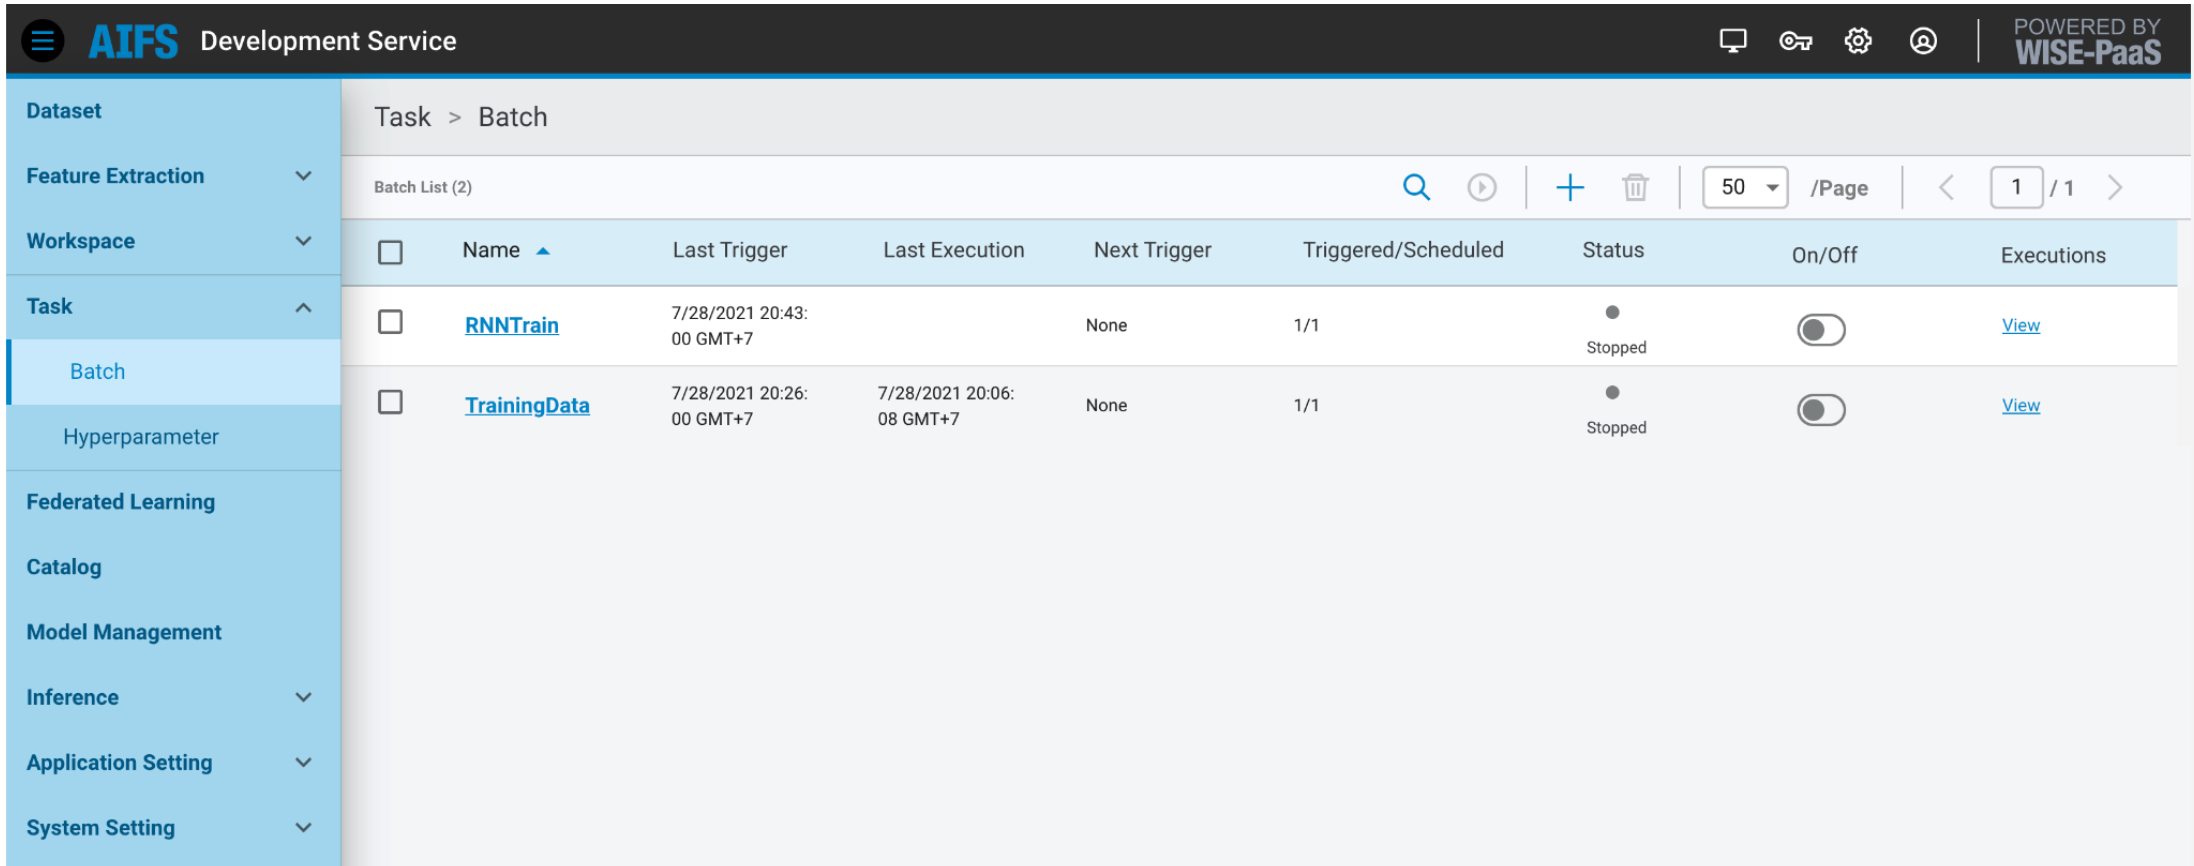 AIFS Development Service
POWERED BY
WISE-PaaS
Dataset
Feature Extraction
Workspace
Task
Batch
Hyperparameter
Federated Learning
Catalog
Model Management
Inference
Application Setting
System Setting
Task > Batch
Batch List (2)
50 /Page
1 / 1
Name Last Trigger Last Execution Next Trigger Triggered/Scheduled Status On/Off Executions
RNNTrain
7/28/2021 20:43:
00 GMT+7
None
1/1
Stopped
View
TrainingData
7/28/2021 20:26:
00 GMT+7
7/28/2021 20:06:
08 GMT+7
None
1/1
Stopped
View